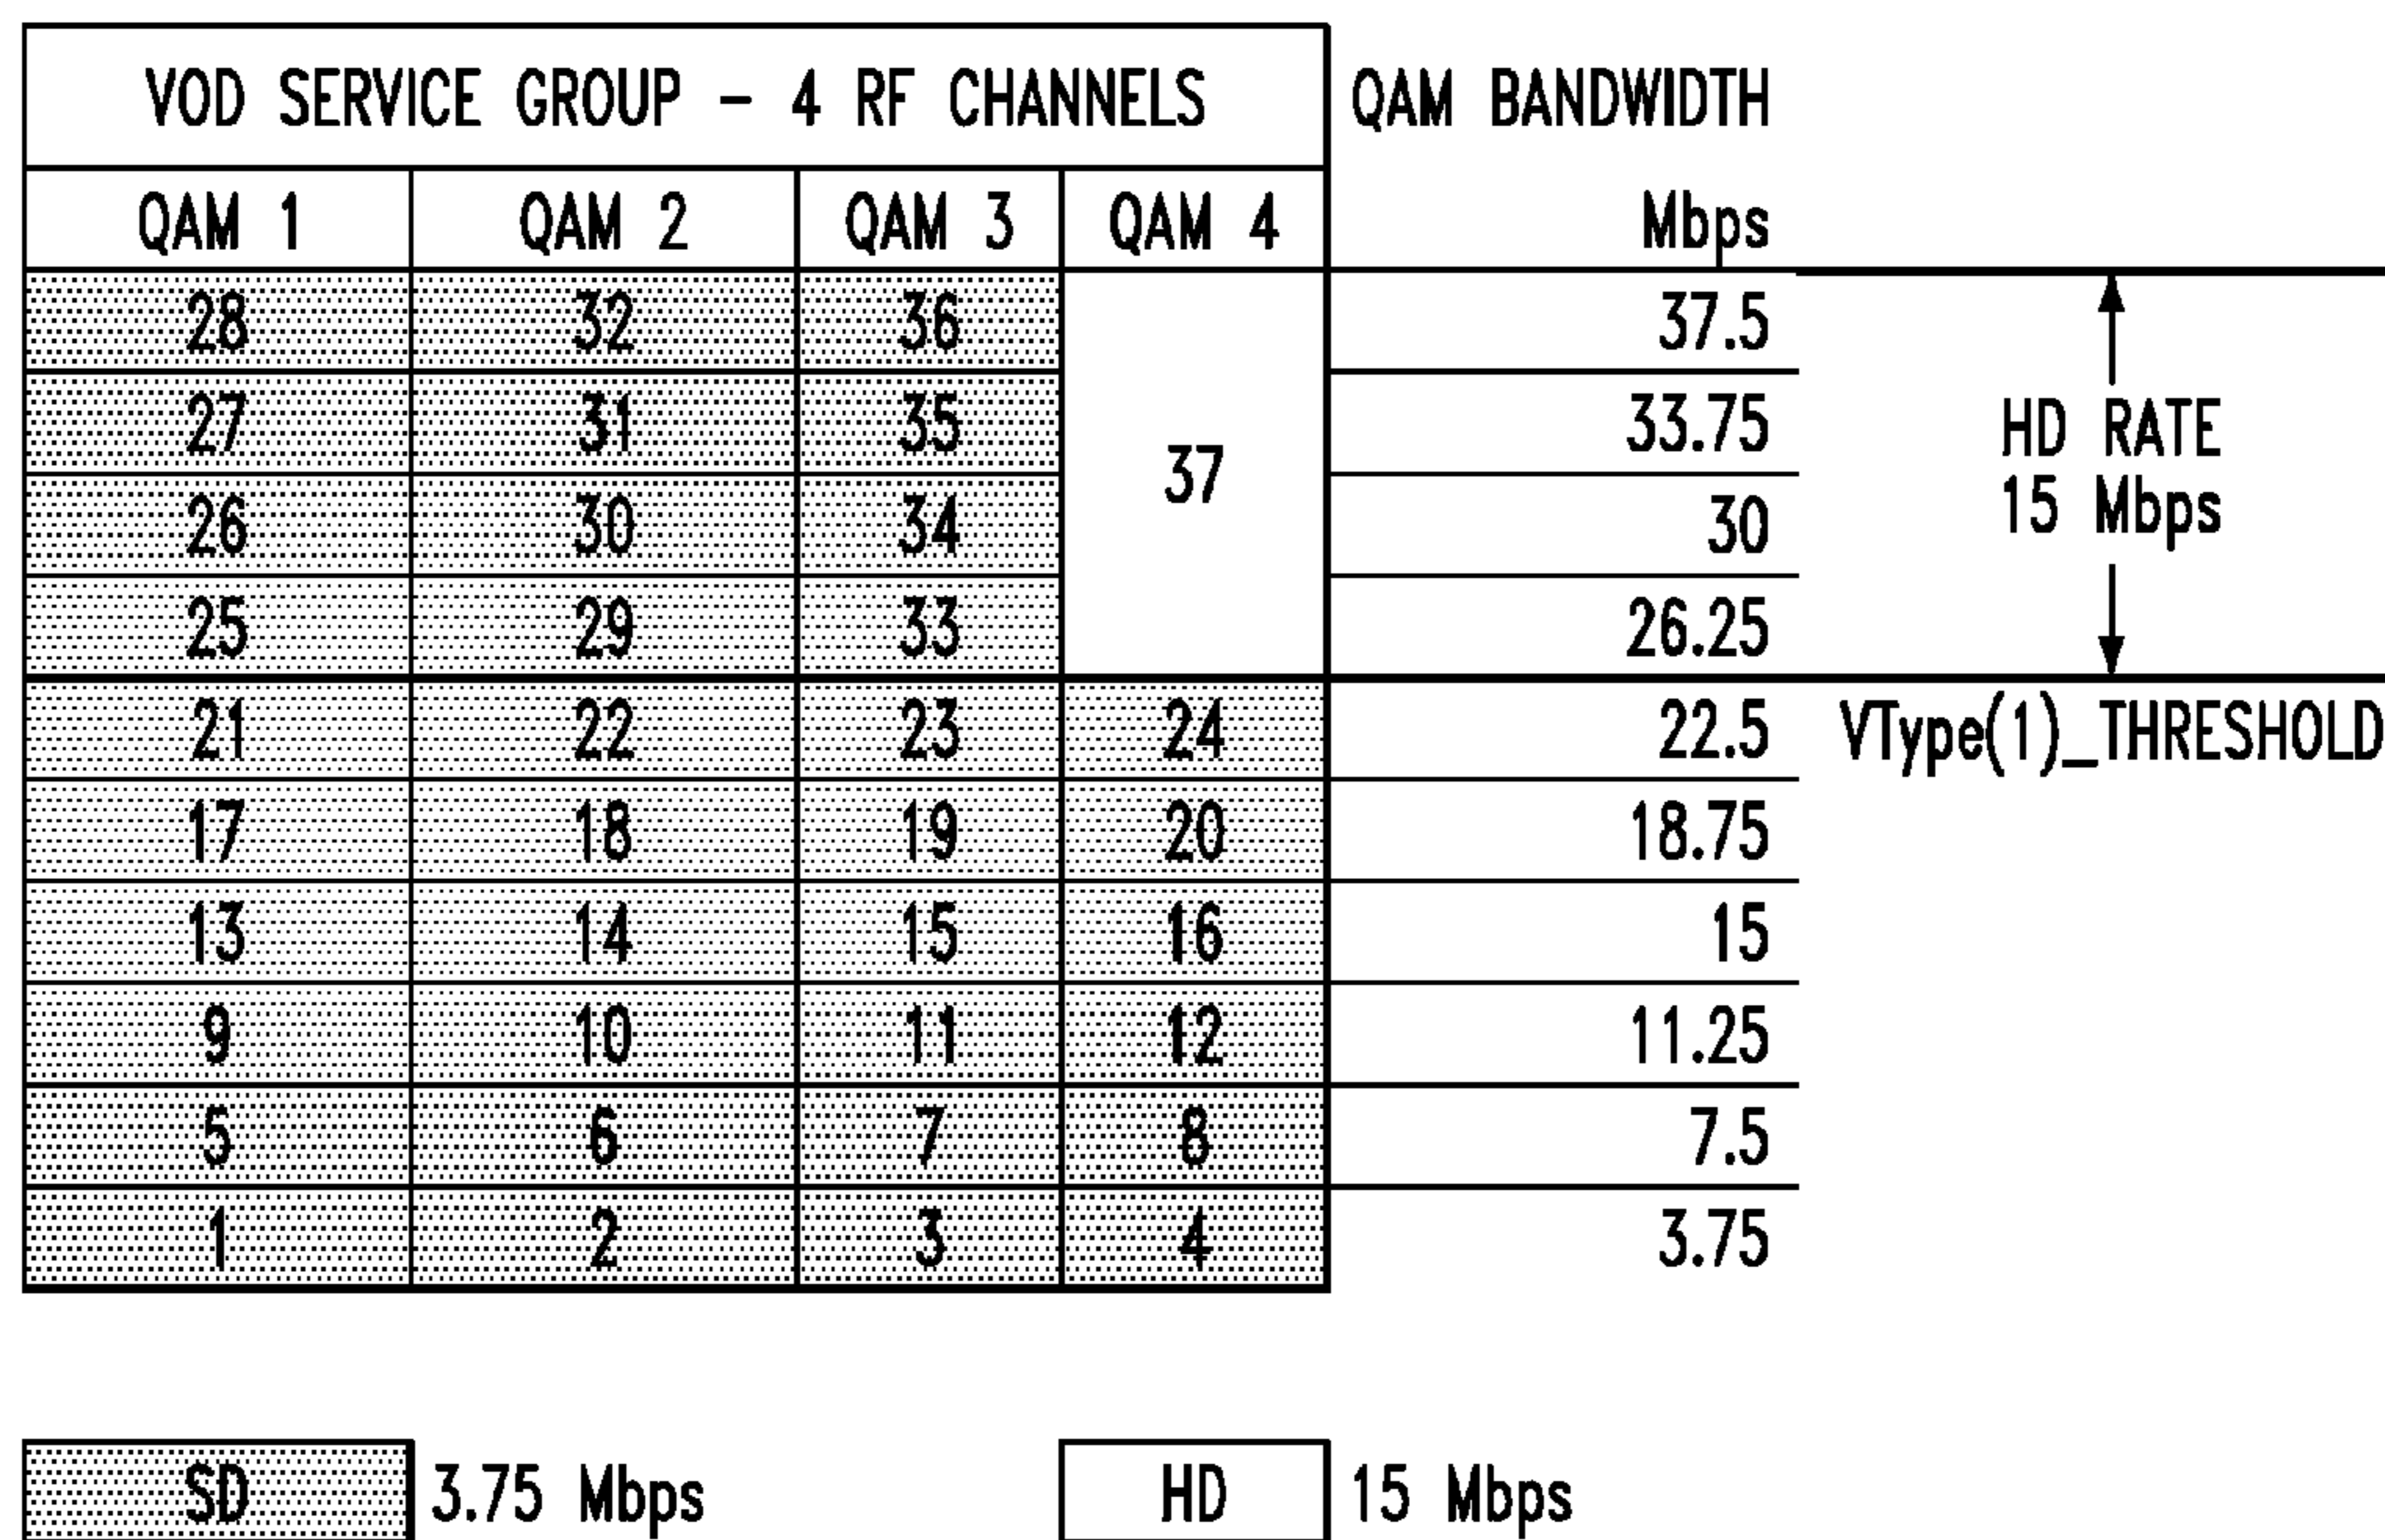 VOD SERVICE GROUP - 4 RF CHANNELS QAM BANDWIDTH
QAM 1 QAM 2 QAM 3 QAM 4 Mbps
28 32 36 37.5
27 31 35 33.75 HD RATE
37
26 30 34 30 15 Mbps
25 29 33 26.25
21 22 23 24 22.5 VType(1)_THRESHOLD
17 18 19 20 18.75
13 14 15 16 15
9 10 11 12 11.25
5 6 7 8 7.5
1 2 3 4 3.75
SD 3.75 Mbps HD 15 Mbps